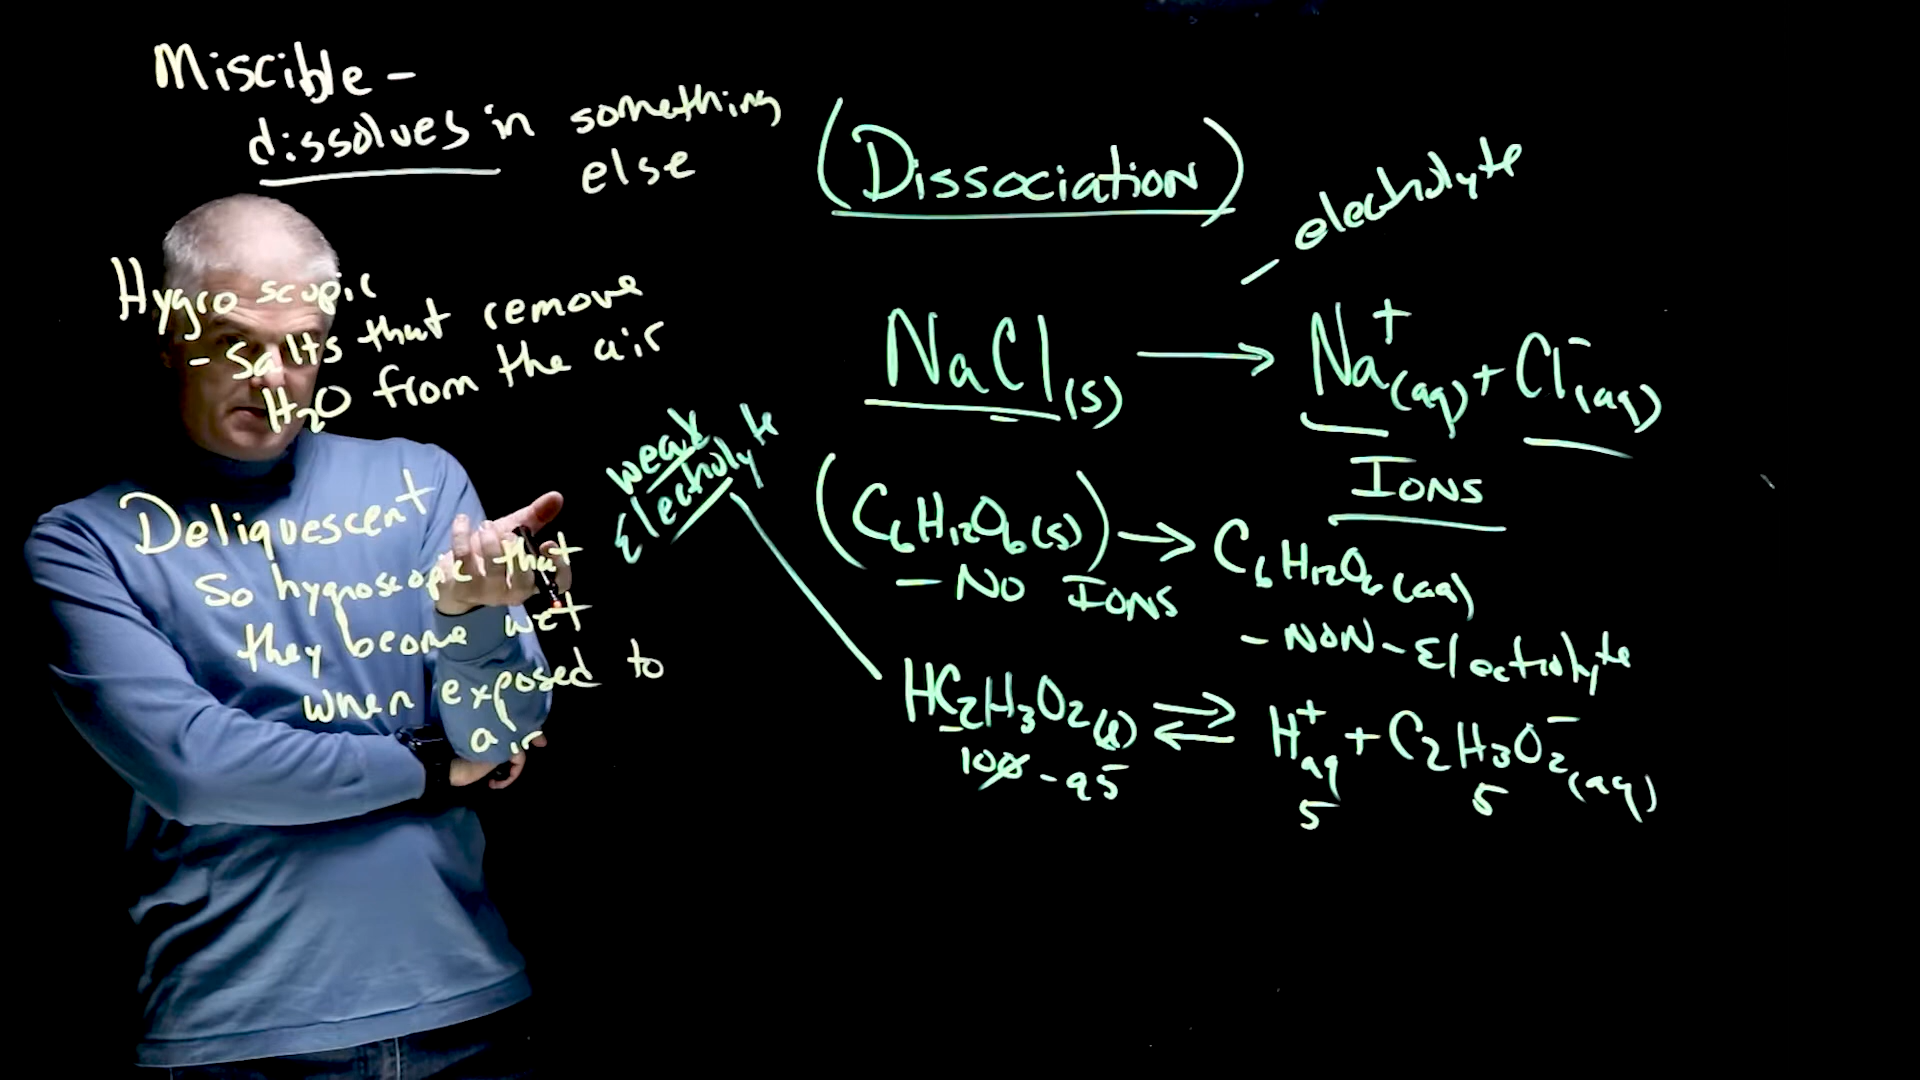 Miscible -
dissolves in something
else
Hygroscopic
- Salts that remove
H₂O from the air
Deliquescent
So hygroscopic that
they become wet
when exposed to
air
(Dissociation)
electrolyte
NaCl(s) → Na⁺(aq) + Cl⁻(aq)
Ions
(C₆H₁₂O₆(s)) → C₆H₁₂O₆(aq)
- No Ions
- Non-Electrolyte
weak
Electrolyte
HC₂H₃O₂(l) ⇌ H⁺aq + C₂H₃O₂⁻(aq)
100 - 95 5 5